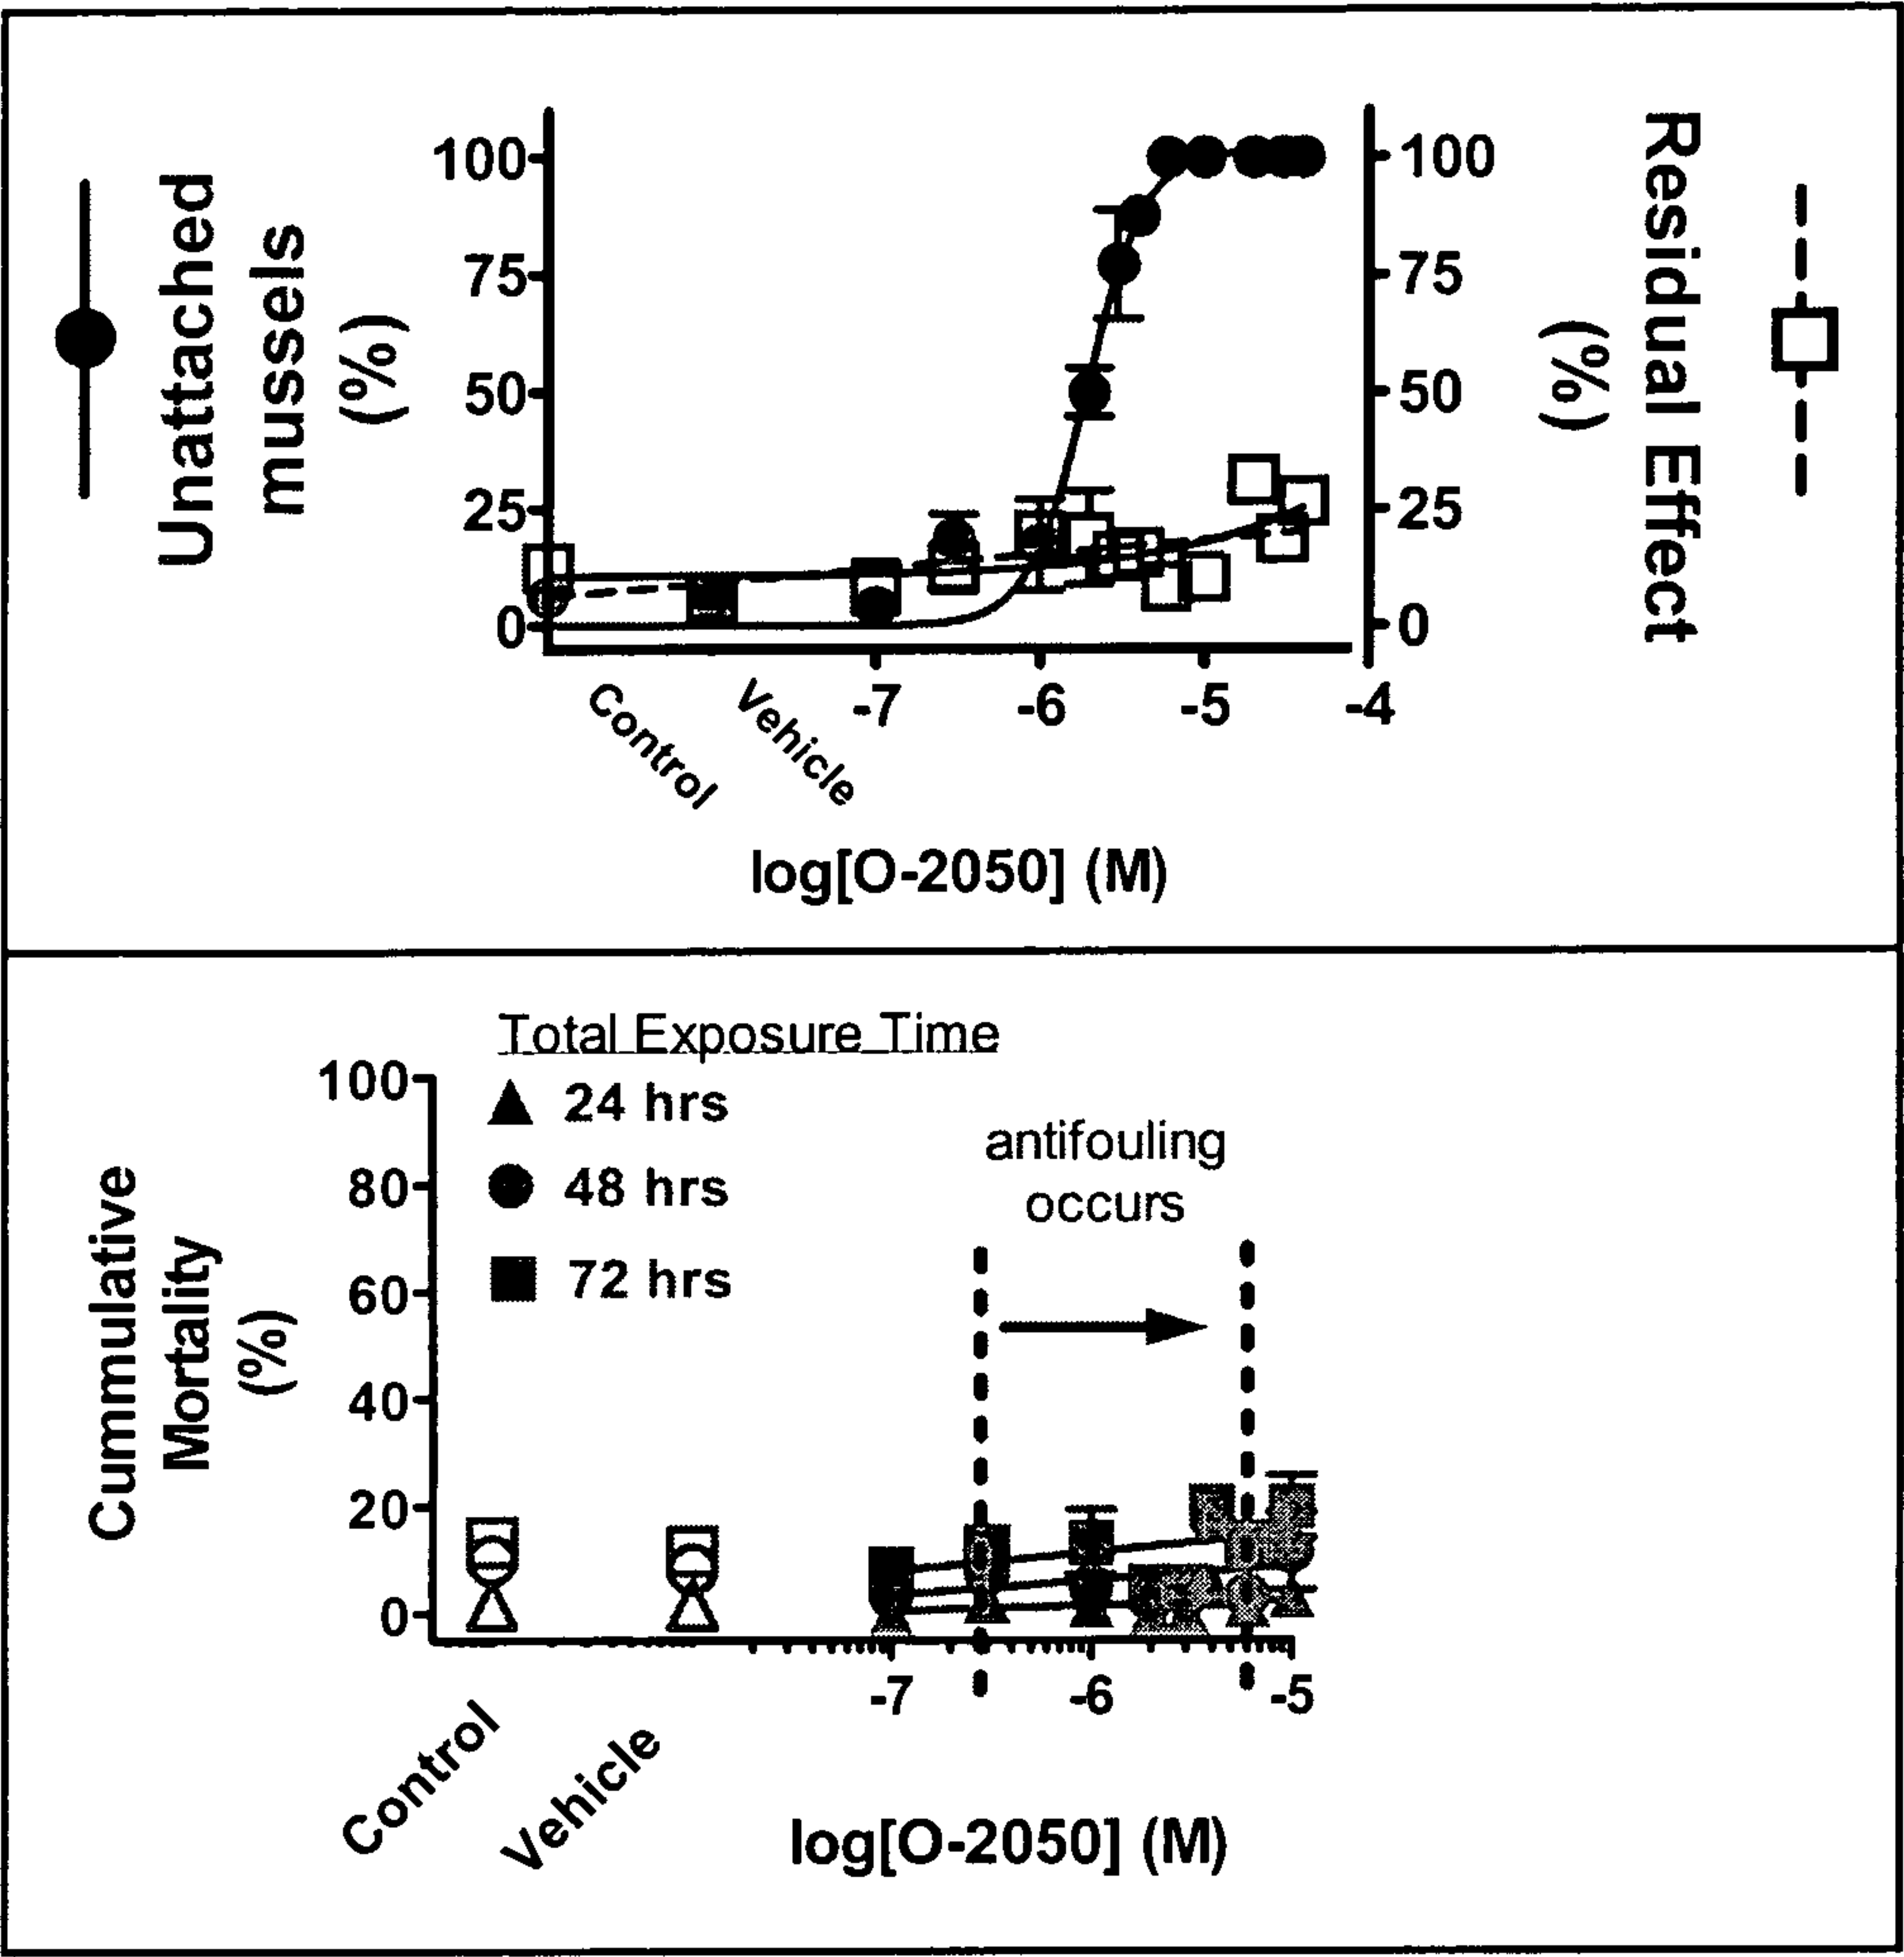 Unattached
mussels
(%)
100
75
50
25
0
100
75
50
25
0
Residual Effect
(%)
Control
Vehicle
-7
-6
-5
-4
log[O-2050] (M)
Total Exposure Time
24 hrs
48 hrs
72 hrs
antifouling
occurs
Cummulative
Mortality
(%)
100
80
60
40
20
0
-7
-6
-5
Control
Vehicle
log[O-2050] (M)